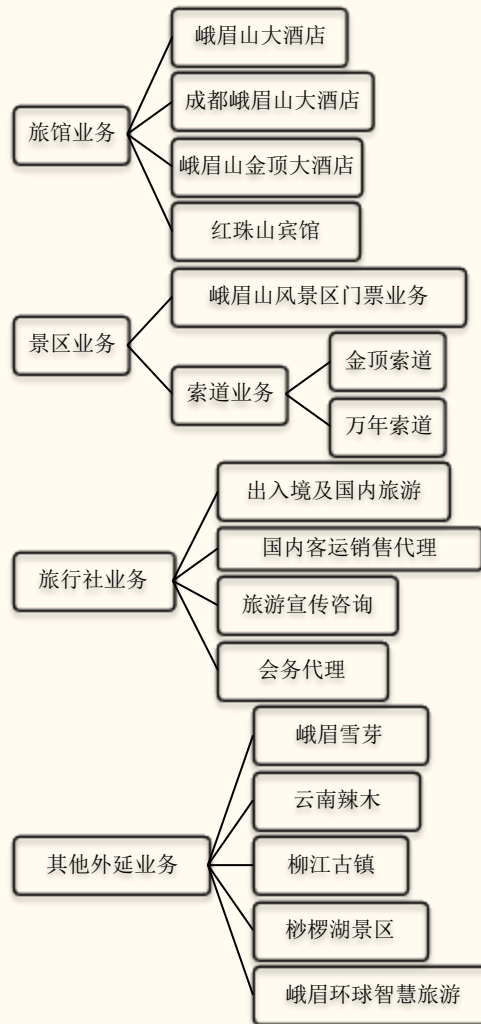 旅馆业务
峨眉山大酒店
成都峨眉山大酒店
峨眉山金顶大酒店
红珠山宾馆
景区业务
峨眉山风景区门票业务
索道业务
金顶索道
万年索道
旅行社业务
出入境及国内旅游
国内客运销售代理
旅游宣传咨询
会务代理
其他外延业务
峨眉雪芽
云南辣木
柳江古镇
桫椤湖景区
峨眉环球智慧旅游